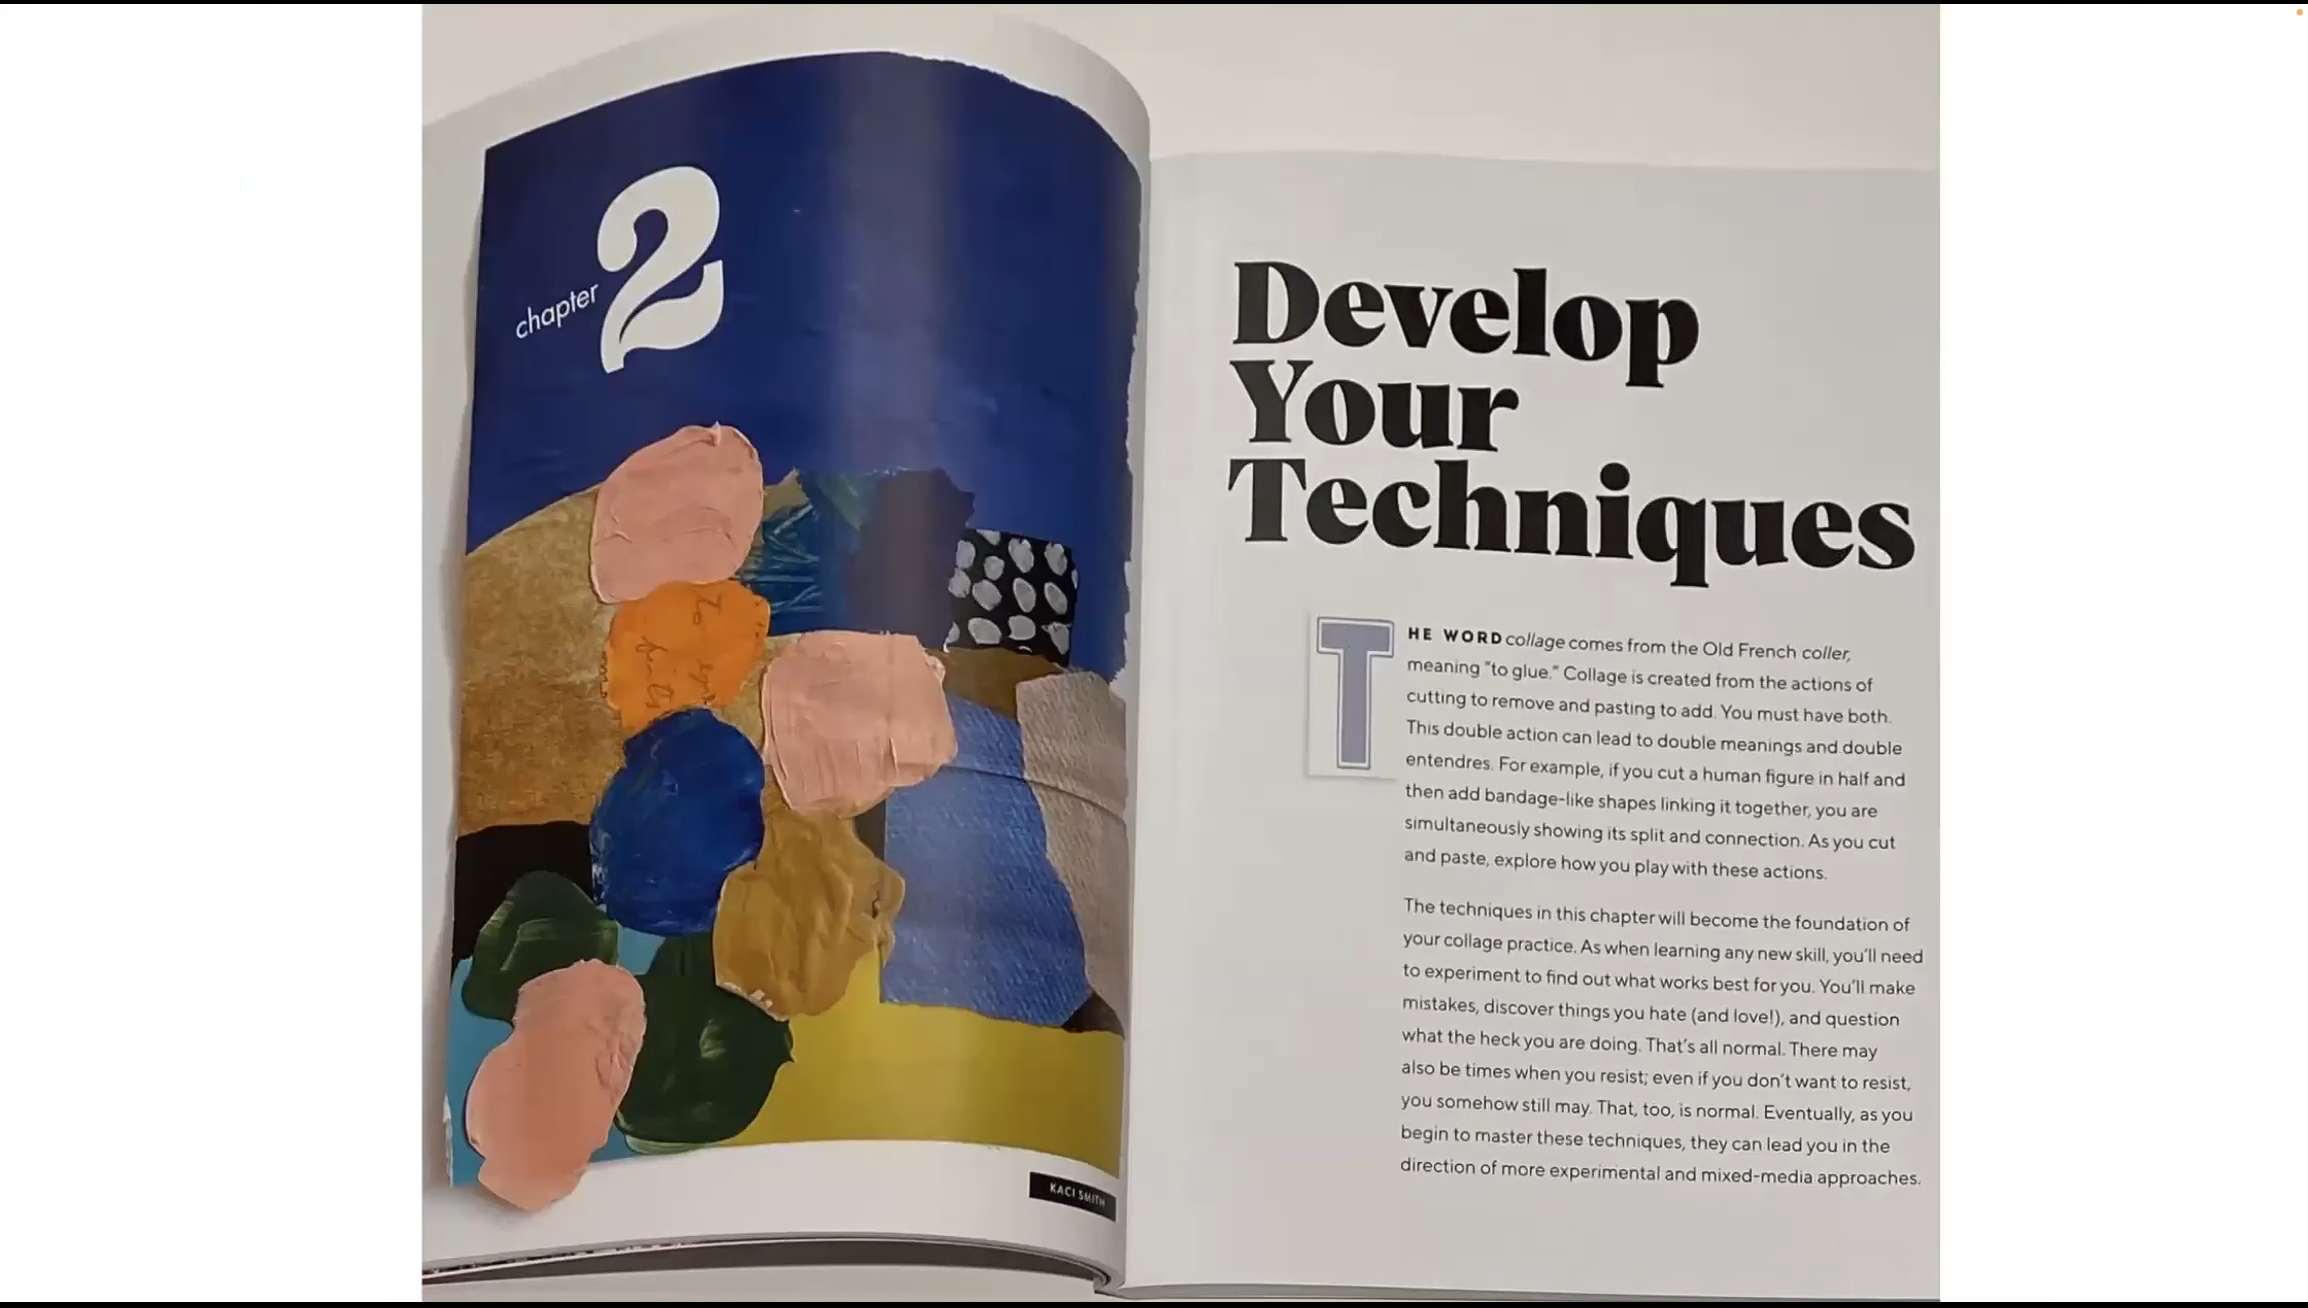 chapter 2
KACI SMITH
Develop
Your
Techniques
THE WORD collage comes from the Old French coller,
meaning "to glue." Collage is created from the actions of
cutting to remove and pasting to add. You must have both.
This double action can lead to double meanings and double
entendres. For example, if you cut a human figure in half and
then add bandage-like shapes linking it together, you are
simultaneously showing its split and connection. As you cut
and paste, explore how you play with these actions.
The techniques in this chapter will become the foundation of
your collage practice. As when learning any new skill, you'll need
to experiment to find out what works best for you. You'll make
mistakes, discover things you hate (and love!), and question
what the heck you are doing. That's all normal. There may
also be times when you resist; even if you don't want to resist,
you somehow still may. That, too, is normal. Eventually, as you
begin to master these techniques, they can lead you in the
direction of more experimental and mixed-media approaches.